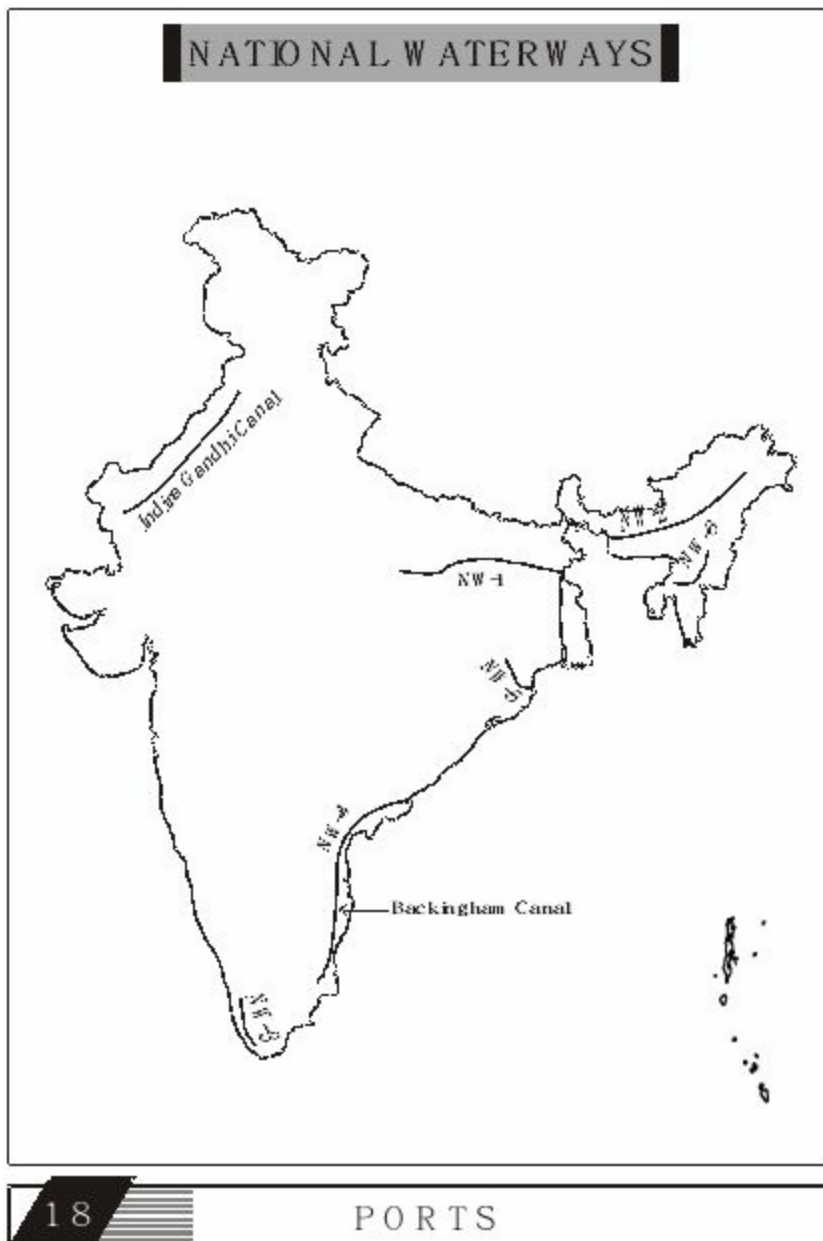 NATIONAL WATERWAYS
Indira Gandhi Canal
NW-2
NW-6
NW-1
NW-5
NW-4
Backingham Canal
NW-3
18
PORTS